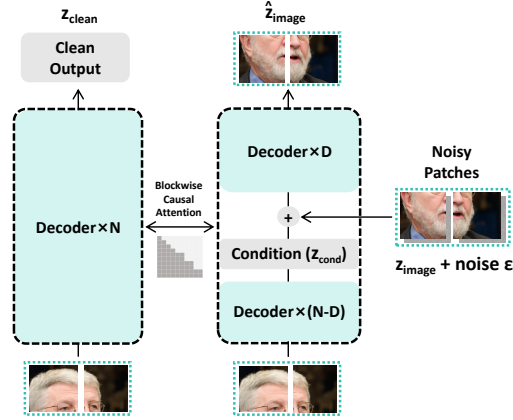 z_clean
ẑ_image
Clean
Output
Decoder×D
Noisy
Patches
Blockwise
Causal
Attention
Decoder×N
+
Condition (z_cond)
z_image + noise ε
Decoder×(N-D)